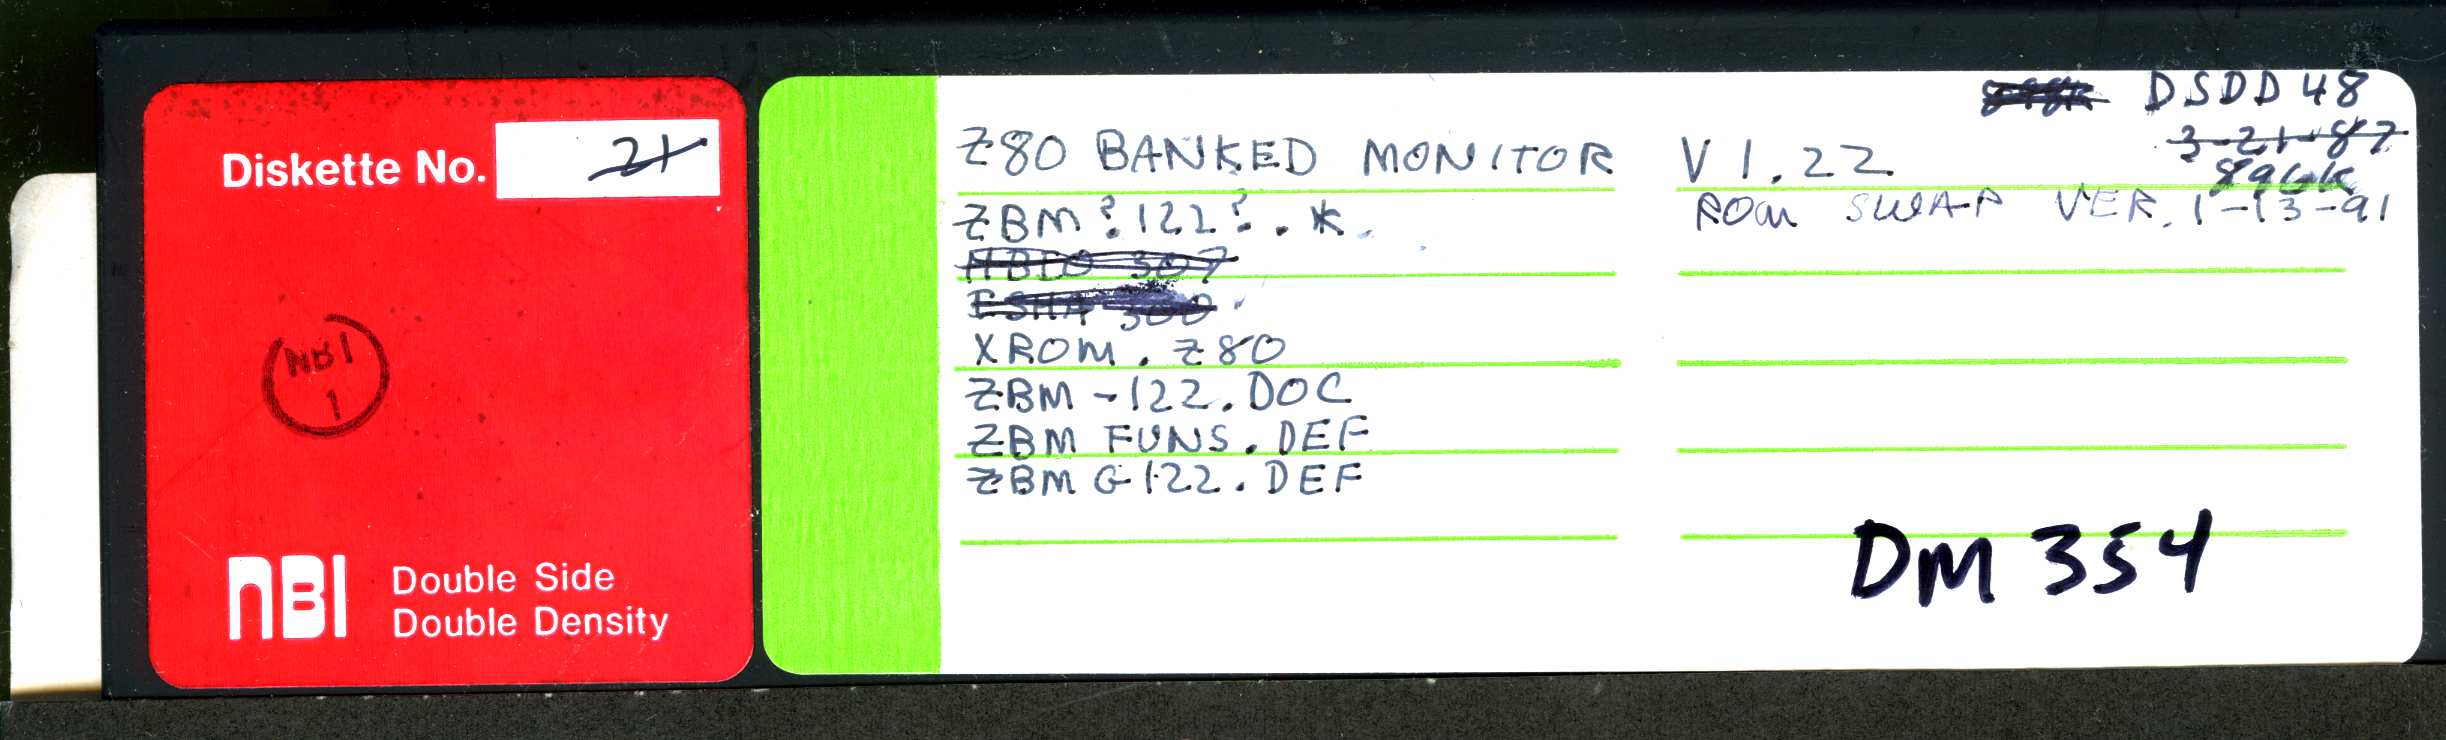 Diskette No. 21
NBI
1
NBI
Double Side
Double Density
DSDD 48
3-21-87
Z80 BANKED MONITOR V 1.22
ROM SWAP VER. 1-13-91
ZBM?122?.*
XROM.Z80
ZBM-122.DOC
ZBM FUNS.DEF
ZBM G122.DEF
DM 354